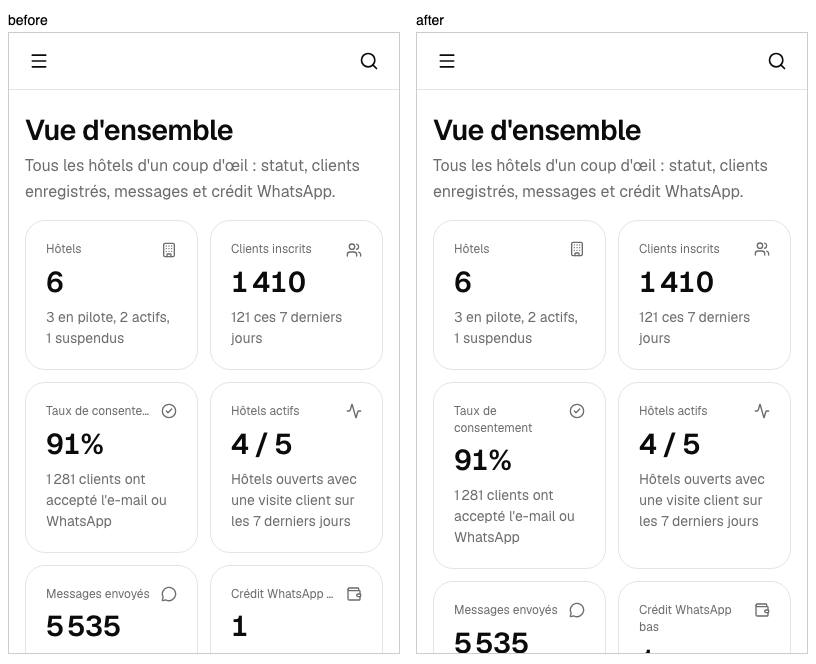 before
Vue d'ensemble
Tous les hôtels d'un coup d'œil : statut, clients
enregistrés, messages et crédit WhatsApp.
Hôtels
6
3 en pilote, 2 actifs,
1 suspendus
Clients inscrits
1 410
121 ces 7 derniers
jours
Taux de consente...
91%
1 281 clients ont
accepté l'e-mail ou
WhatsApp
Hôtels actifs
4 / 5
Hôtels ouverts avec
une visite client sur
les 7 derniers jours
Messages envoyés
5 535
Crédit WhatsApp ...
1
after
Vue d'ensemble
Tous les hôtels d'un coup d'œil : statut, clients
enregistrés, messages et crédit WhatsApp.
Hôtels
6
3 en pilote, 2 actifs,
1 suspendus
Clients inscrits
1 410
121 ces 7 derniers
jours
Taux de
consentement
91%
1 281 clients ont
accepté l'e-mail ou
WhatsApp
Hôtels actifs
4 / 5
Hôtels ouverts avec
une visite client sur
les 7 derniers jours
Messages envoyés
5 535
Crédit WhatsApp
bas